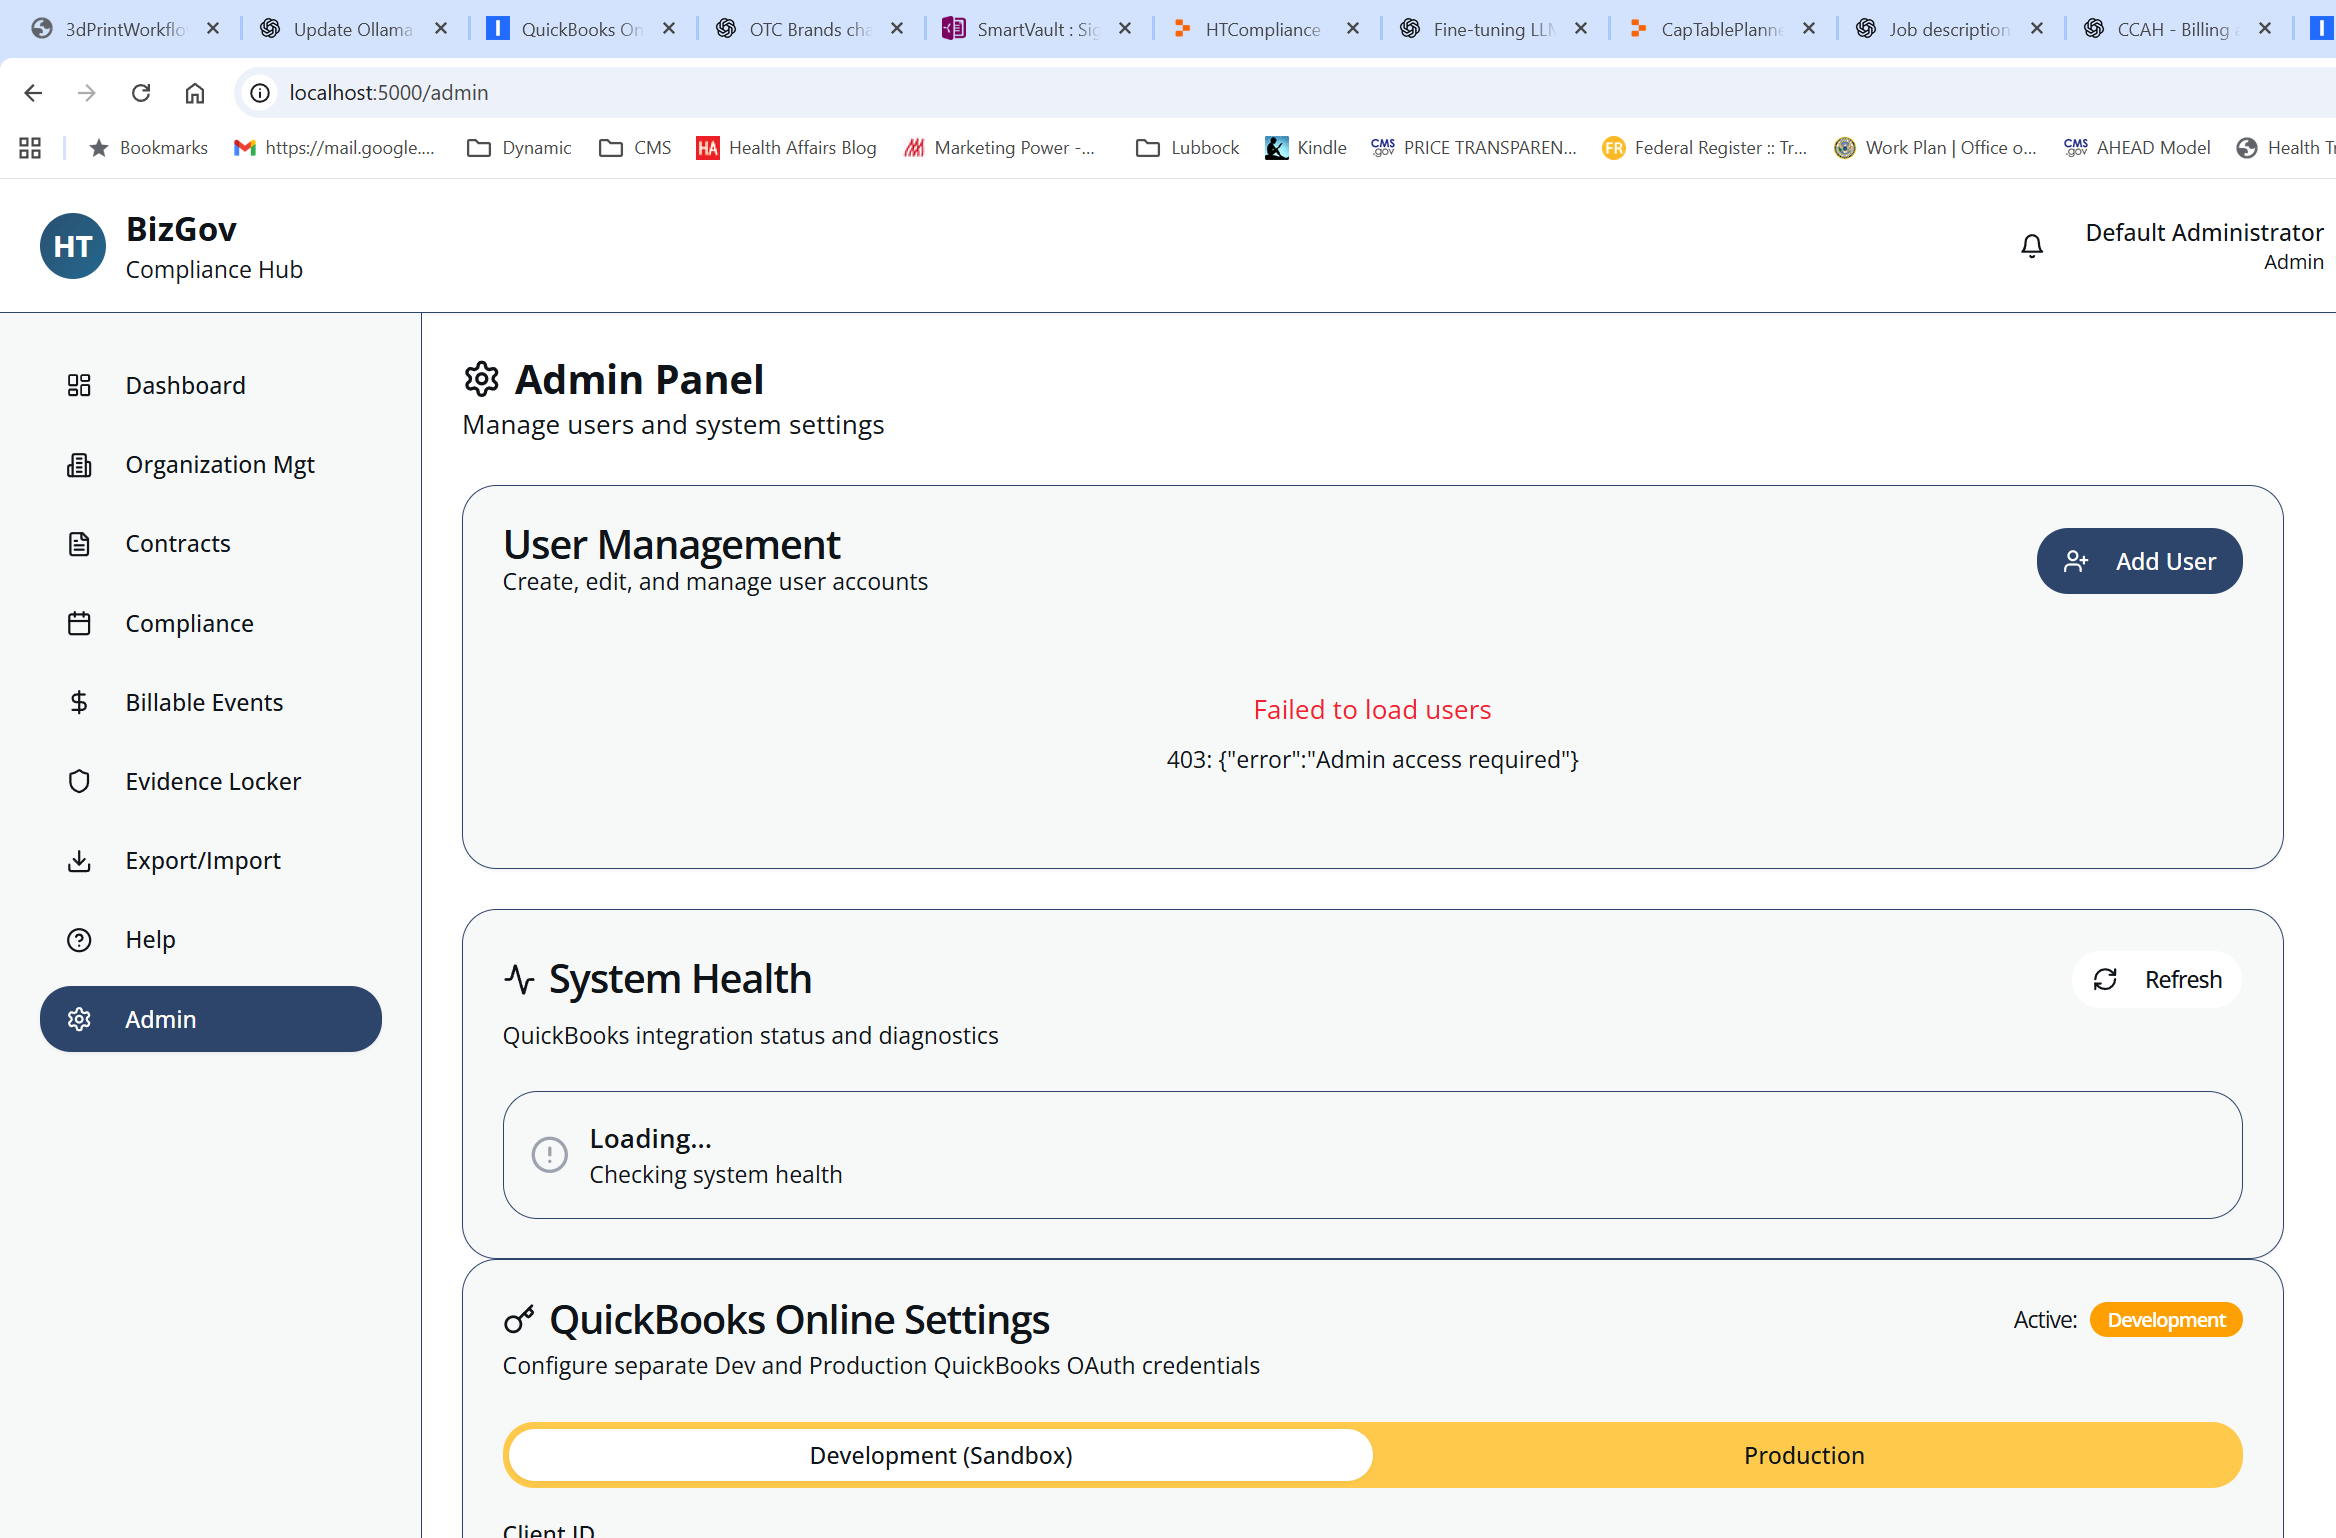 3dPrintWorkflo
Update Ollama
QuickBooks On
OTC Brands cha
SmartVault : Sig
HTCompliance
Fine-tuning LLM
CapTablePlanne
Job description
CCAH - Billing a
localhost:5000/admin
Bookmarks
https://mail.google....
Dynamic
CMS
HA Health Affairs Blog
Marketing Power -...
Lubbock
Kindle
CMS.gov PRICE TRANSPAREN...
FR Federal Register :: Tr...
Work Plan | Office o...
CMS.gov AHEAD Model
Health Tr
HT
BizGov
Compliance Hub
Default Administrator
Admin
Dashboard
Organization Mgt
Contracts
Compliance
Billable Events
Evidence Locker
Export/Import
Help
Admin
Admin Panel
Manage users and system settings
User Management
Create, edit, and manage user accounts
Add User
Failed to load users
403: {"error":"Admin access required"}
System Health
QuickBooks integration status and diagnostics
Refresh
Loading...
Checking system health
QuickBooks Online Settings
Configure separate Dev and Production QuickBooks OAuth credentials
Active: Development
Development (Sandbox)
Production
Client ID